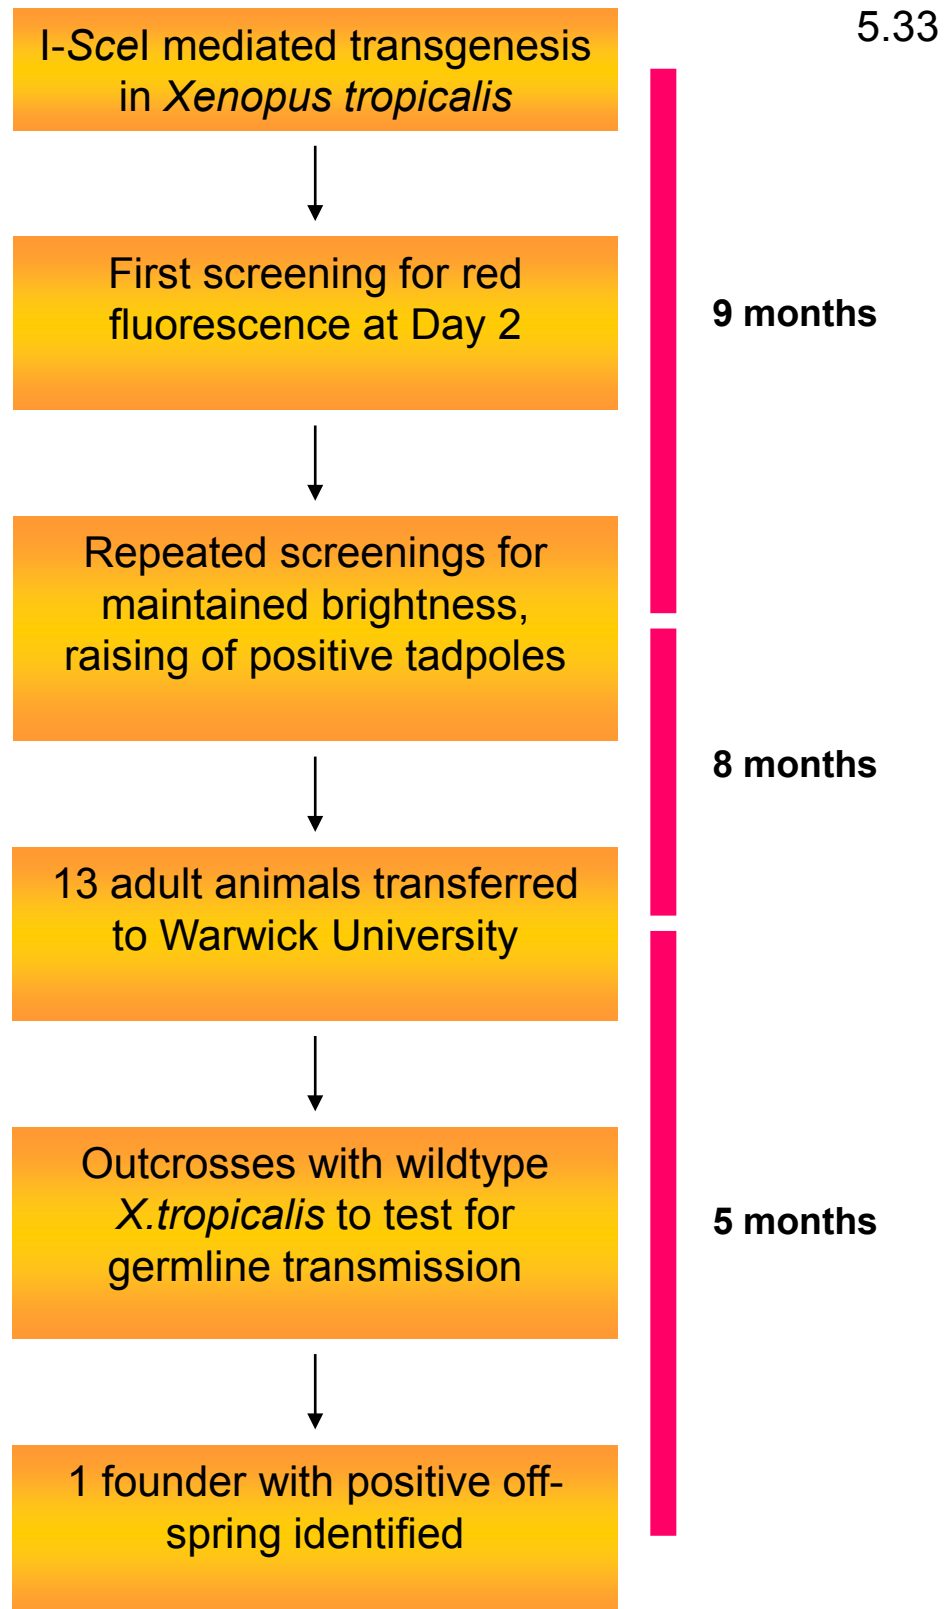 5.33
I-SceI mediated transgenesis
in Xenopus tropicalis
First screening for red
fluorescence at Day 2
9 months
Repeated screenings for
maintained brightness,
raising of positive tadpoles
8 months
13 adult animals transferred
to Warwick University
Outcrosses with wildtype
X.tropicalis to test for
germline transmission
5 months
1 founder with positive off-
spring identified